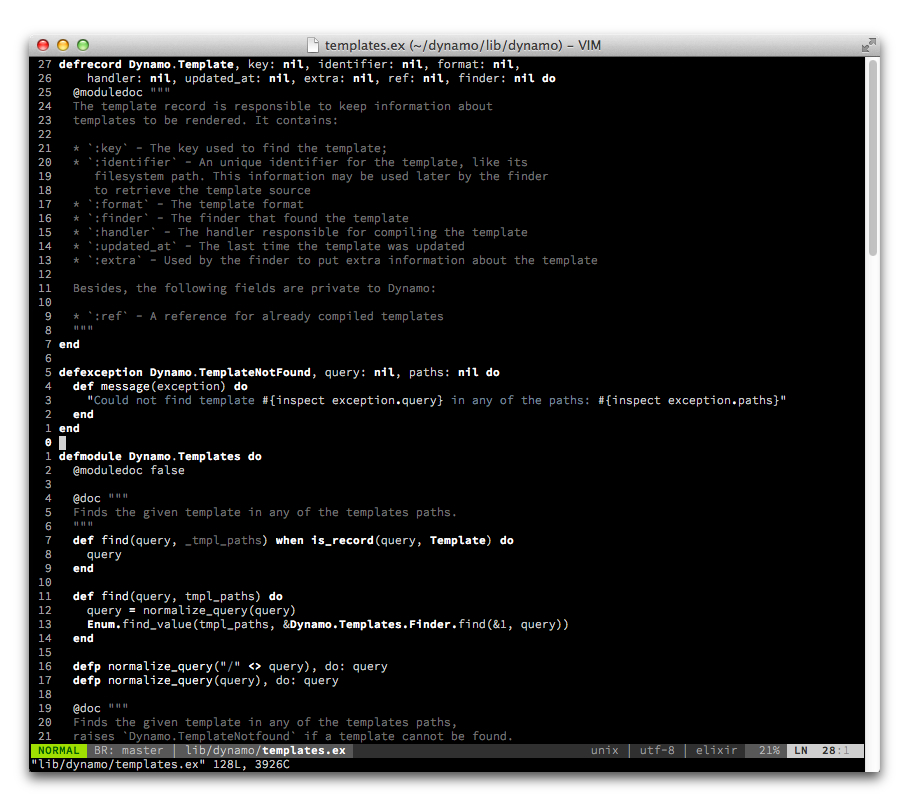 templates.ex (~/dynamo/lib/dynamo) – VIM
27 defrecord Dynamo.Template, key: nil, identifier: nil, format: nil,
26     handler: nil, updated_at: nil, extra: nil, ref: nil, finder: nil do
25   @moduledoc """
24   The template record is responsible to keep information about
23   templates to be rendered. It contains:
22
21   * `:key` - The key used to find the template;
20   * `:identifier` - An unique identifier for the template, like its
19      filesystem path. This information may be used later by the finder
18      to retrieve the template source
17   * `:format` - The template format
16   * `:finder` - The finder that found the template
15   * `:handler` - The handler responsible for compiling the template
14   * `:updated_at` - The last time the template was updated
13   * `:extra` - Used by the finder to put extra information about the template
12
11   Besides, the following fields are private to Dynamo:
10
9   * `:ref` - A reference for already compiled templates
8   """
7 end
6
5 defexception Dynamo.TemplateNotFound, query: nil, paths: nil do
4   def message(exception) do
3     "Could not find template #{inspect exception.query} in any of the paths: #{inspect exception.paths}"
2   end
1 end
0
1 defmodule Dynamo.Templates do
2   @moduledoc false
3
4   @doc """
5   Finds the given template in any of the templates paths.
6   """
7   def find(query, _tmpl_paths) when is_record(query, Template) do
8     query
9   end
10
11   def find(query, tmpl_paths) do
12     query = normalize_query(query)
13     Enum.find_value(tmpl_paths, &Dynamo.Templates.Finder.find(&1, query))
14   end
15
16   defp normalize_query("/" <> query), do: query
17   defp normalize_query(query), do: query
18
19   @doc """
20   Finds the given template in any of the templates paths,
21   raises `Dynamo.TemplateNotfound` if a template cannot be found.
NORMAL BR: master | lib/dynamo/templates.ex unix | utf-8 | elixir 21% LN 28:1
"lib/dynamo/templates.ex" 128L, 3926C